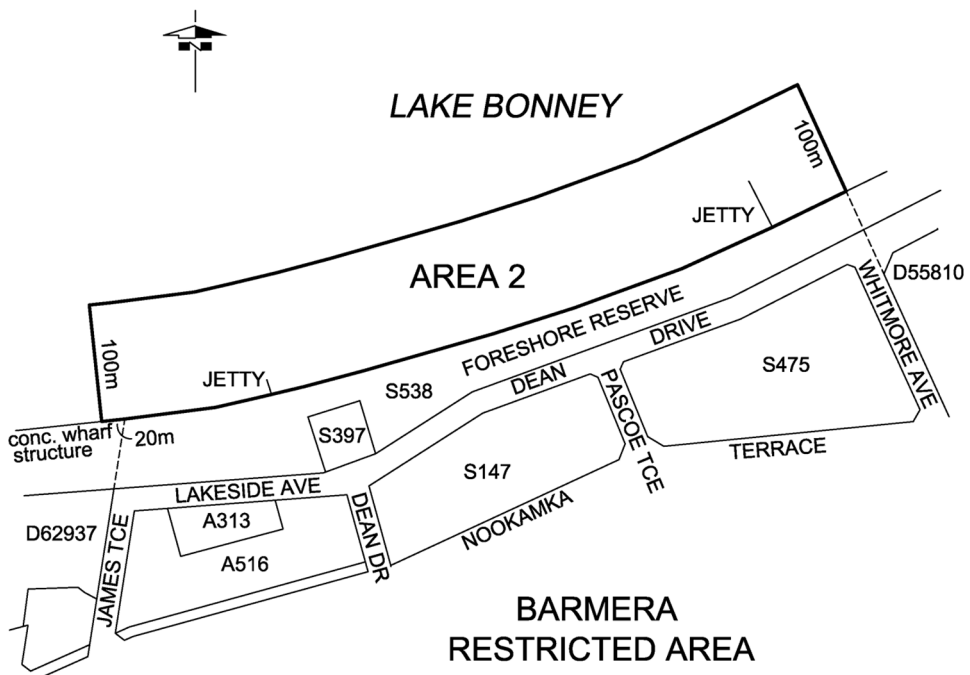 N
LAKE BONNEY
100m
JETTY
AREA 2
D55810
WHITMORE AVE
FORESHORE RESERVE
100m
JETTY
DRIVE
S475
S538
DEAN
PASCOE TCE
conc. wharf
structure
20m
S397
TERRACE
LAKESIDE AVE
S147
D62937
JAMES TCE
A313
DEAN DR
NOOKAMKA
A516
BARMERA
RESTRICTED AREA